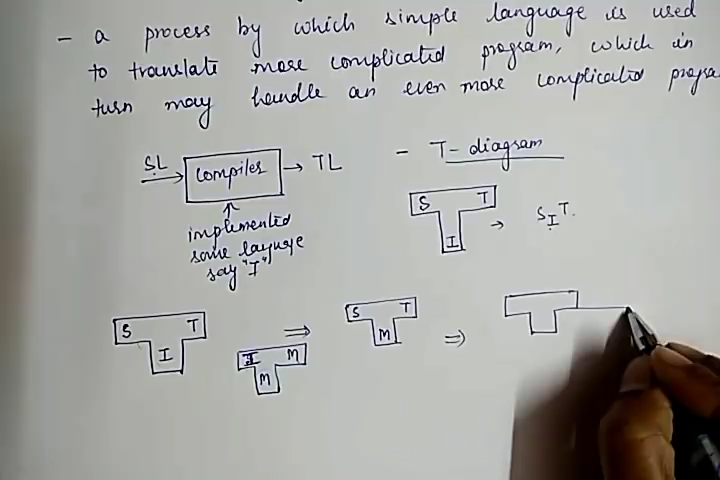 - a process by which simple language is used
to translate more complicated program, which in
turn may handle an even more complicated progra
SL → compiler → TL
- T- diagram
S T
I
→ S I T.
implemented
some language
say "I"
S T
I
I M
M
⇒
S T
M
⇒